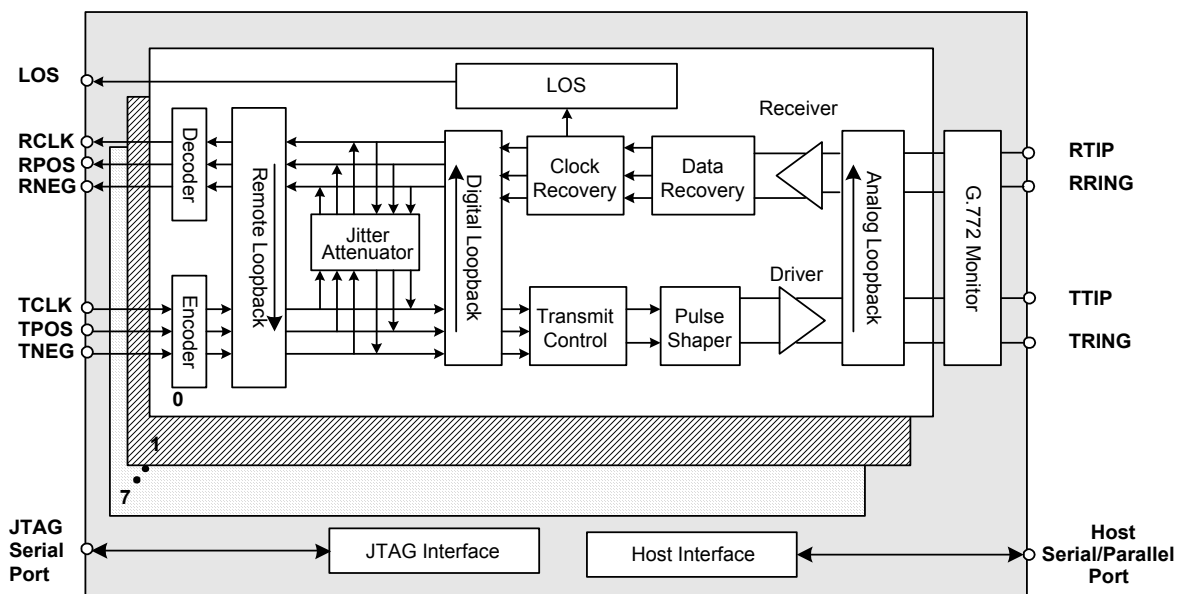 LOS
LOS
Receiver
RCLK
RPOS
RNEG
Decoder
Remote Loopback
Jitter
Attenuator
Digital Loopback
Clock
Recovery
Data
Recovery
Analog Loopback
G.772 Monitor
RTIP
RRING
TCLK
TPOS
TNEG
Encoder
Transmit
Control
Pulse
Shaper
Driver
TTIP
TRING
0
1
7
JTAG
Serial
Port
JTAG Interface
Host Interface
Host
Serial/Parallel
Port